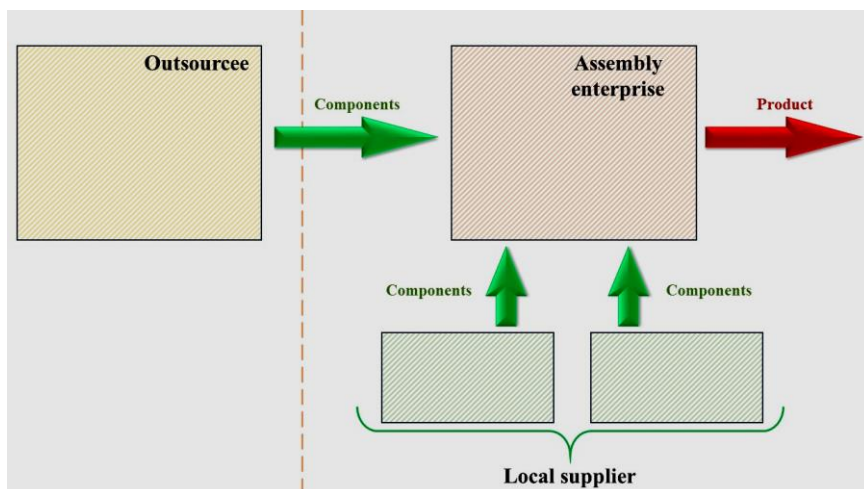 Outsourcee
Assembly
enterprise
Components
Product
Components
Components
Local supplier